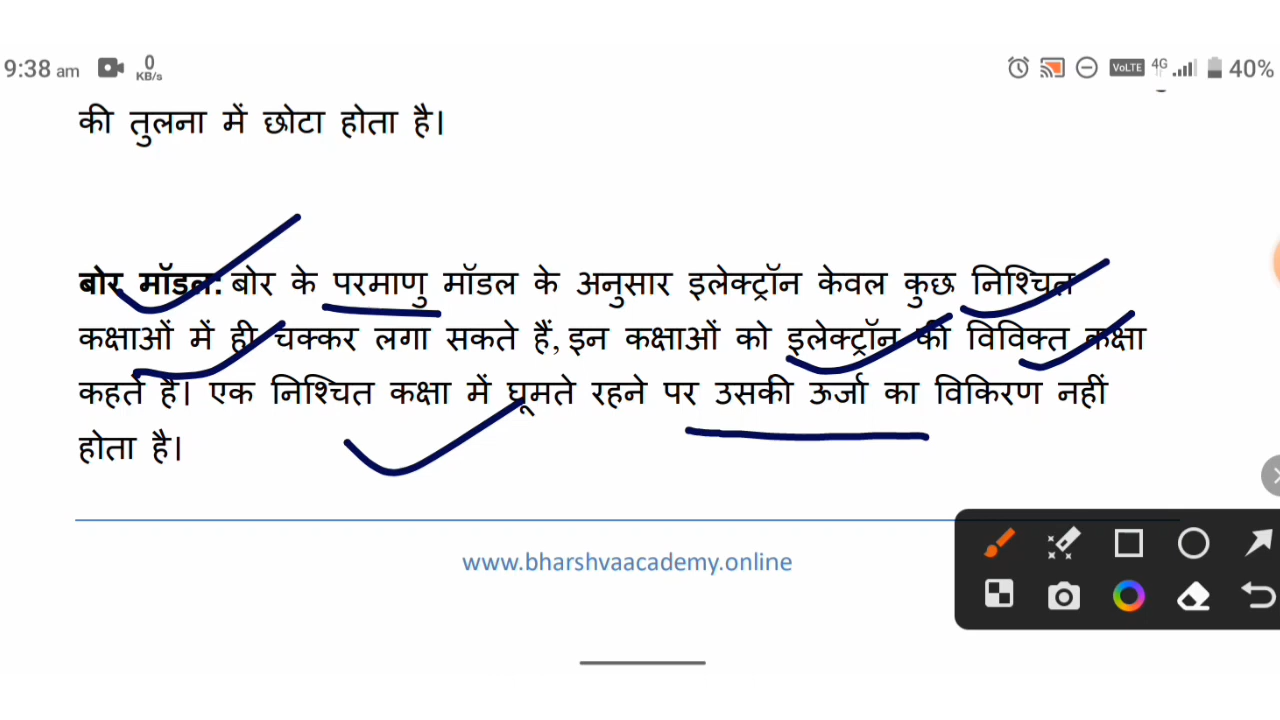 9:38 am 0 KB/s VoLTE 4G 40%
की तुलना में छोटा होता है।
बोर मॉडल: बोर के परमाणु मॉडल के अनुसार इलेक्ट्रॉन केवल कुछ निश्चित
कक्षाओं में ही चक्कर लगा सकते हैं, इन कक्षाओं को इलेक्ट्रॉन की विविक्त कक्षा
कहते हैं। एक निश्चित कक्षा में घूमते रहने पर उसकी ऊर्जा का विकिरण नहीं
होता है।
www.bharshvaacademy.online